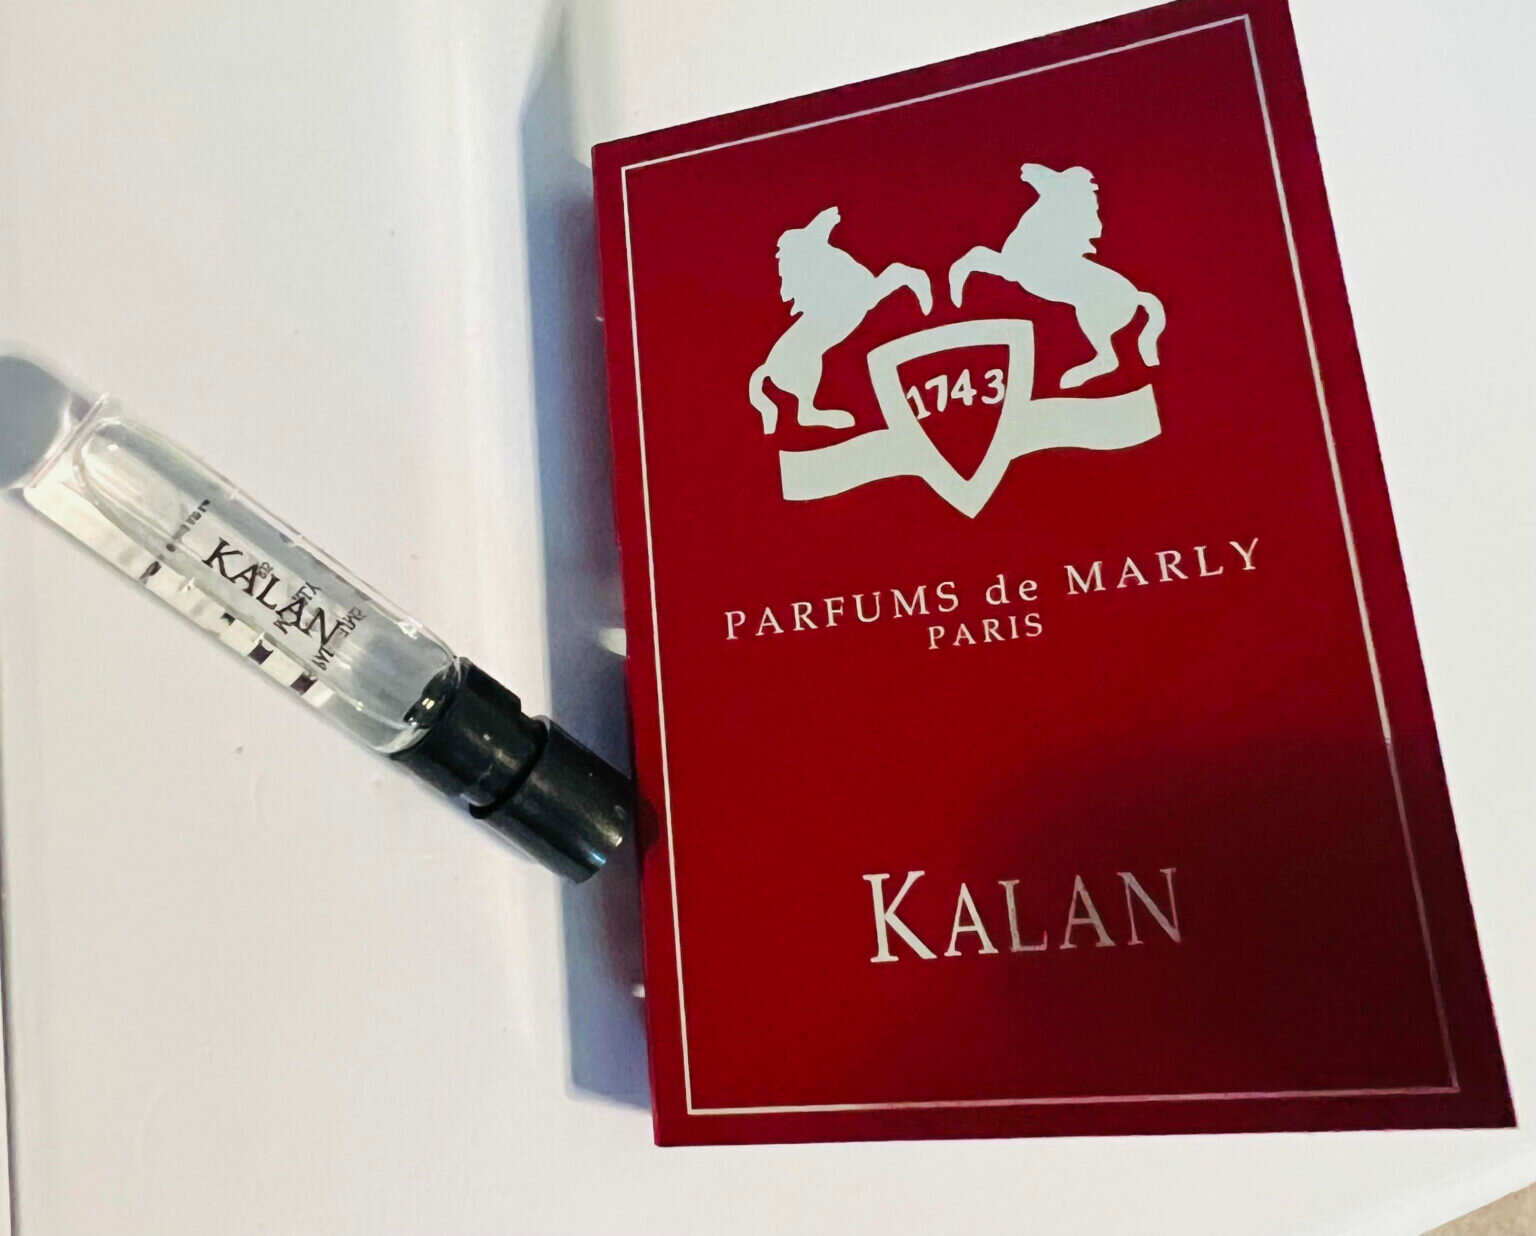 1743
PARFUMS de MARLY
PARIS
KALAN
KALAN